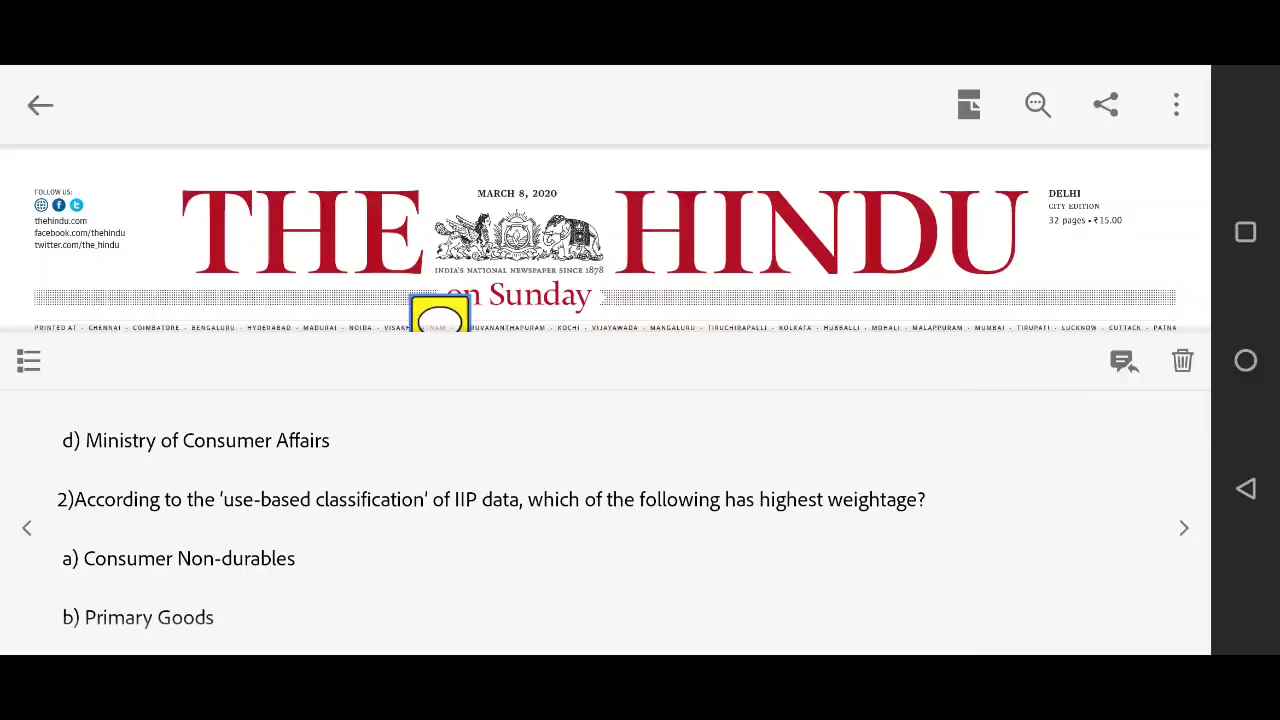 FOLLOW US:
thehindu.com
facebook.com/thehindu
twitter.com/the_hindu
THE HINDU
MARCH 8, 2020
INDIA'S NATIONAL NEWSPAPER SINCE 1878
on Sunday
DELHI
CITY EDITION
32 pages • ₹15.00
PRINTED AT • CHENNAI • COIMBATORE • BENGALURU • HYDERABAD • MADURAI • NOIDA • VISAKHAPATNAM • THIRUVANANTHAPURAM • KOCHI • VIJAYAWADA • MANGALURU • TIRUCHIRAPALLI • KOLKATA • HUBBALLI • MOHALI • MALAPPURAM • MUMBAI • TIRUPATI • LUCKNOW • CUTTACK • PATNA
d) Ministry of Consumer Affairs
2)According to the 'use-based classification' of IIP data, which of the following has highest weightage?
a) Consumer Non-durables
b) Primary Goods